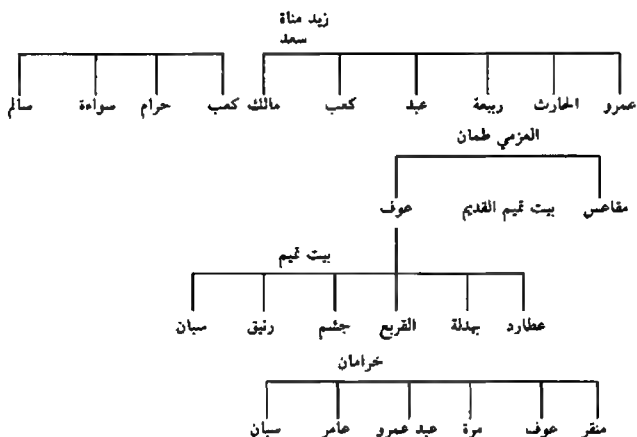 زيد مناة
سعد
عمرو الحارث ربيعة عبد كعب مالك كعب حرام سواءة سالم
العزمي طمان
مقاعس بيت تميم القديم عوف
بيت تميم
عطارد بهدلة القريع جشم رنيق سبان
خرامان
منقر عوف مرة عبد عمرو عامر سبان